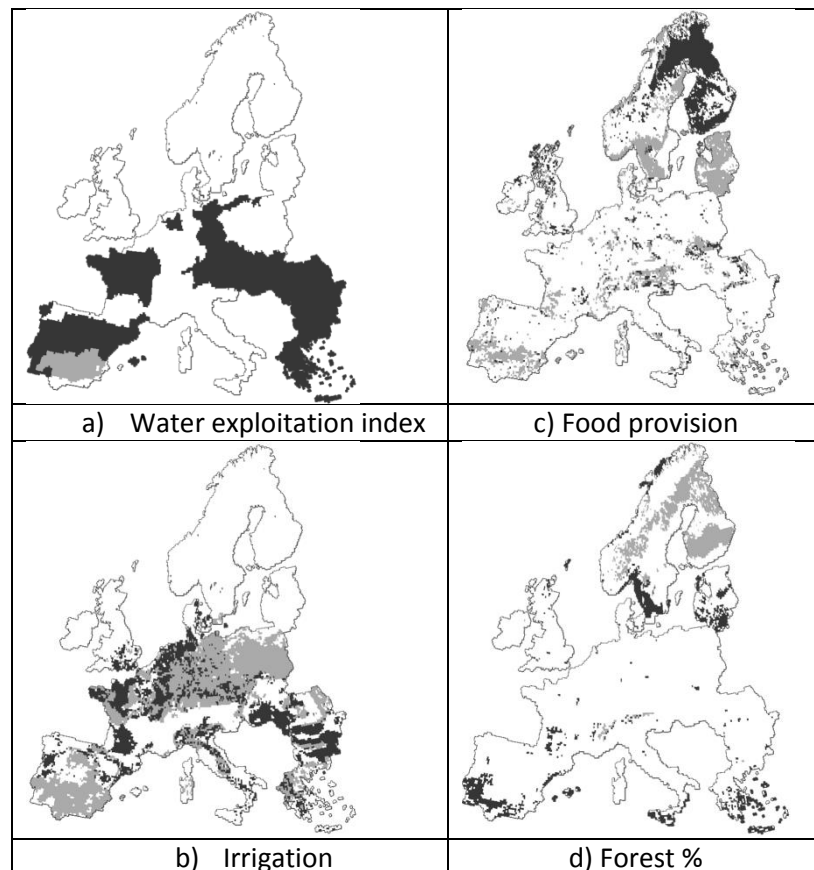 a) Water exploitation index
c) Food provision
b) Irrigation
d) Forest %